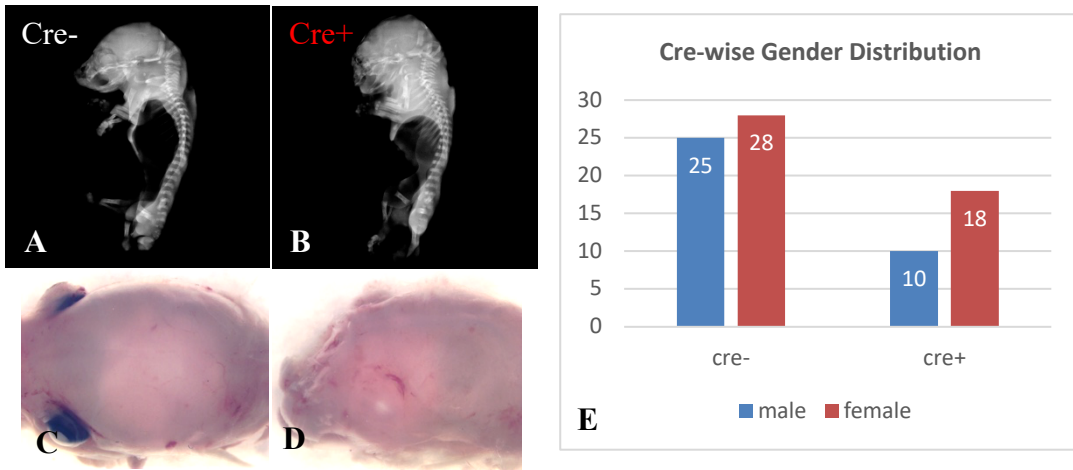 Cre-
Cre+
A
B
C
D
Cre-wise Gender Distribution
30
25
20
15
10
5
0
25
28
10
18
cre-
cre+
male
female
E